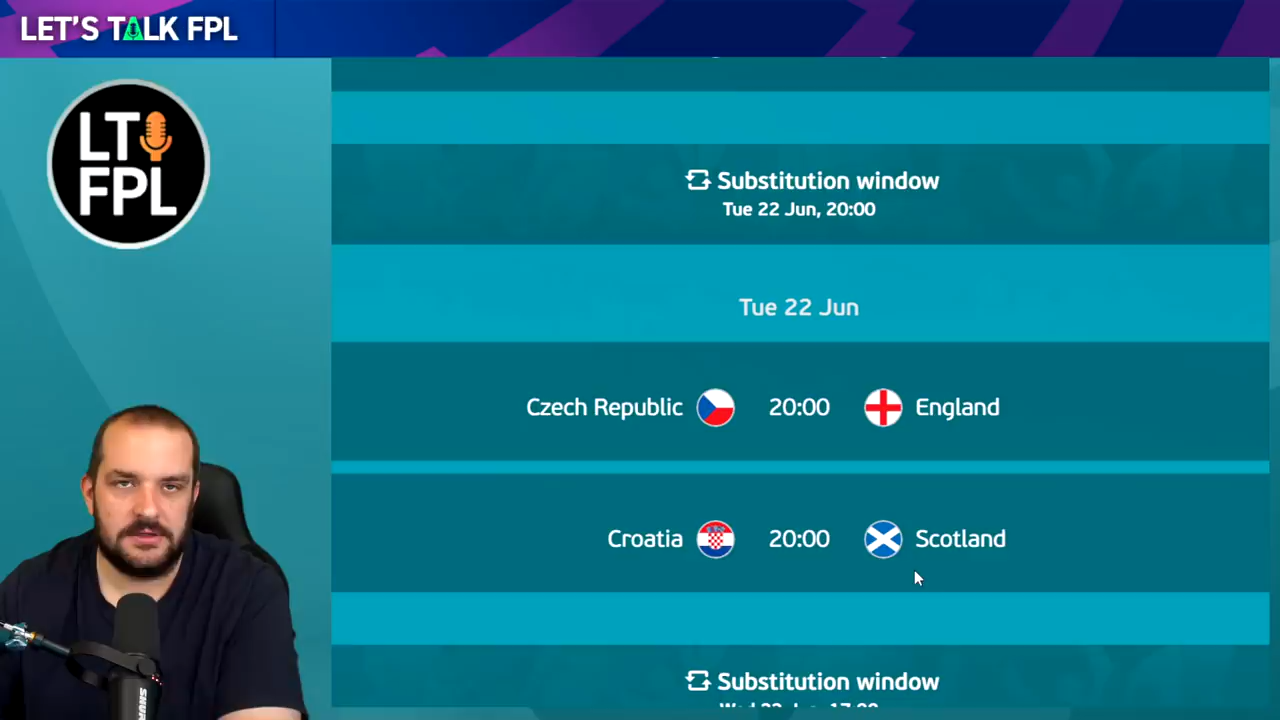 LET'S TALK FPL
LT
FPL
Substitution window
Tue 22 Jun, 20:00
Tue 22 Jun
Czech Republic 20:00 England
Croatia 20:00 Scotland
Substitution window
SHUR